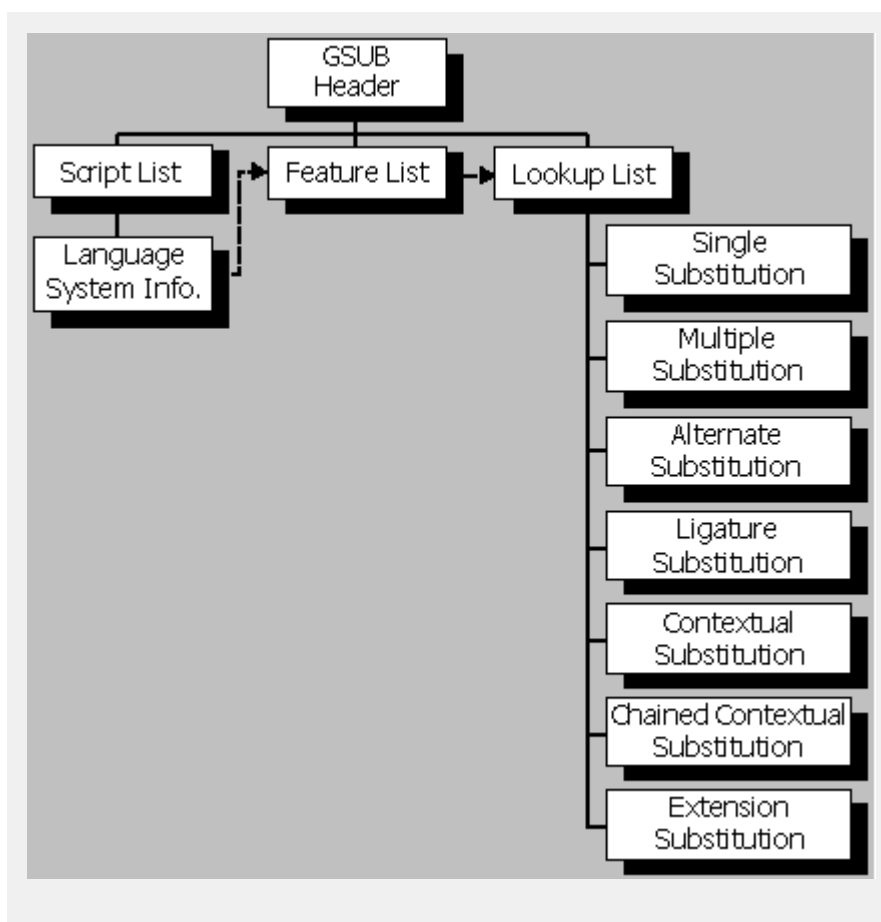 GSUB
Header
Script List
Feature List
Lookup List
Language
System Info.
Single
Substitution
Multiple
Substitution
Alternate
Substitution
Ligature
Substitution
Contextual
Substitution
Chained Contextual
Substitution
Extension
Substitution